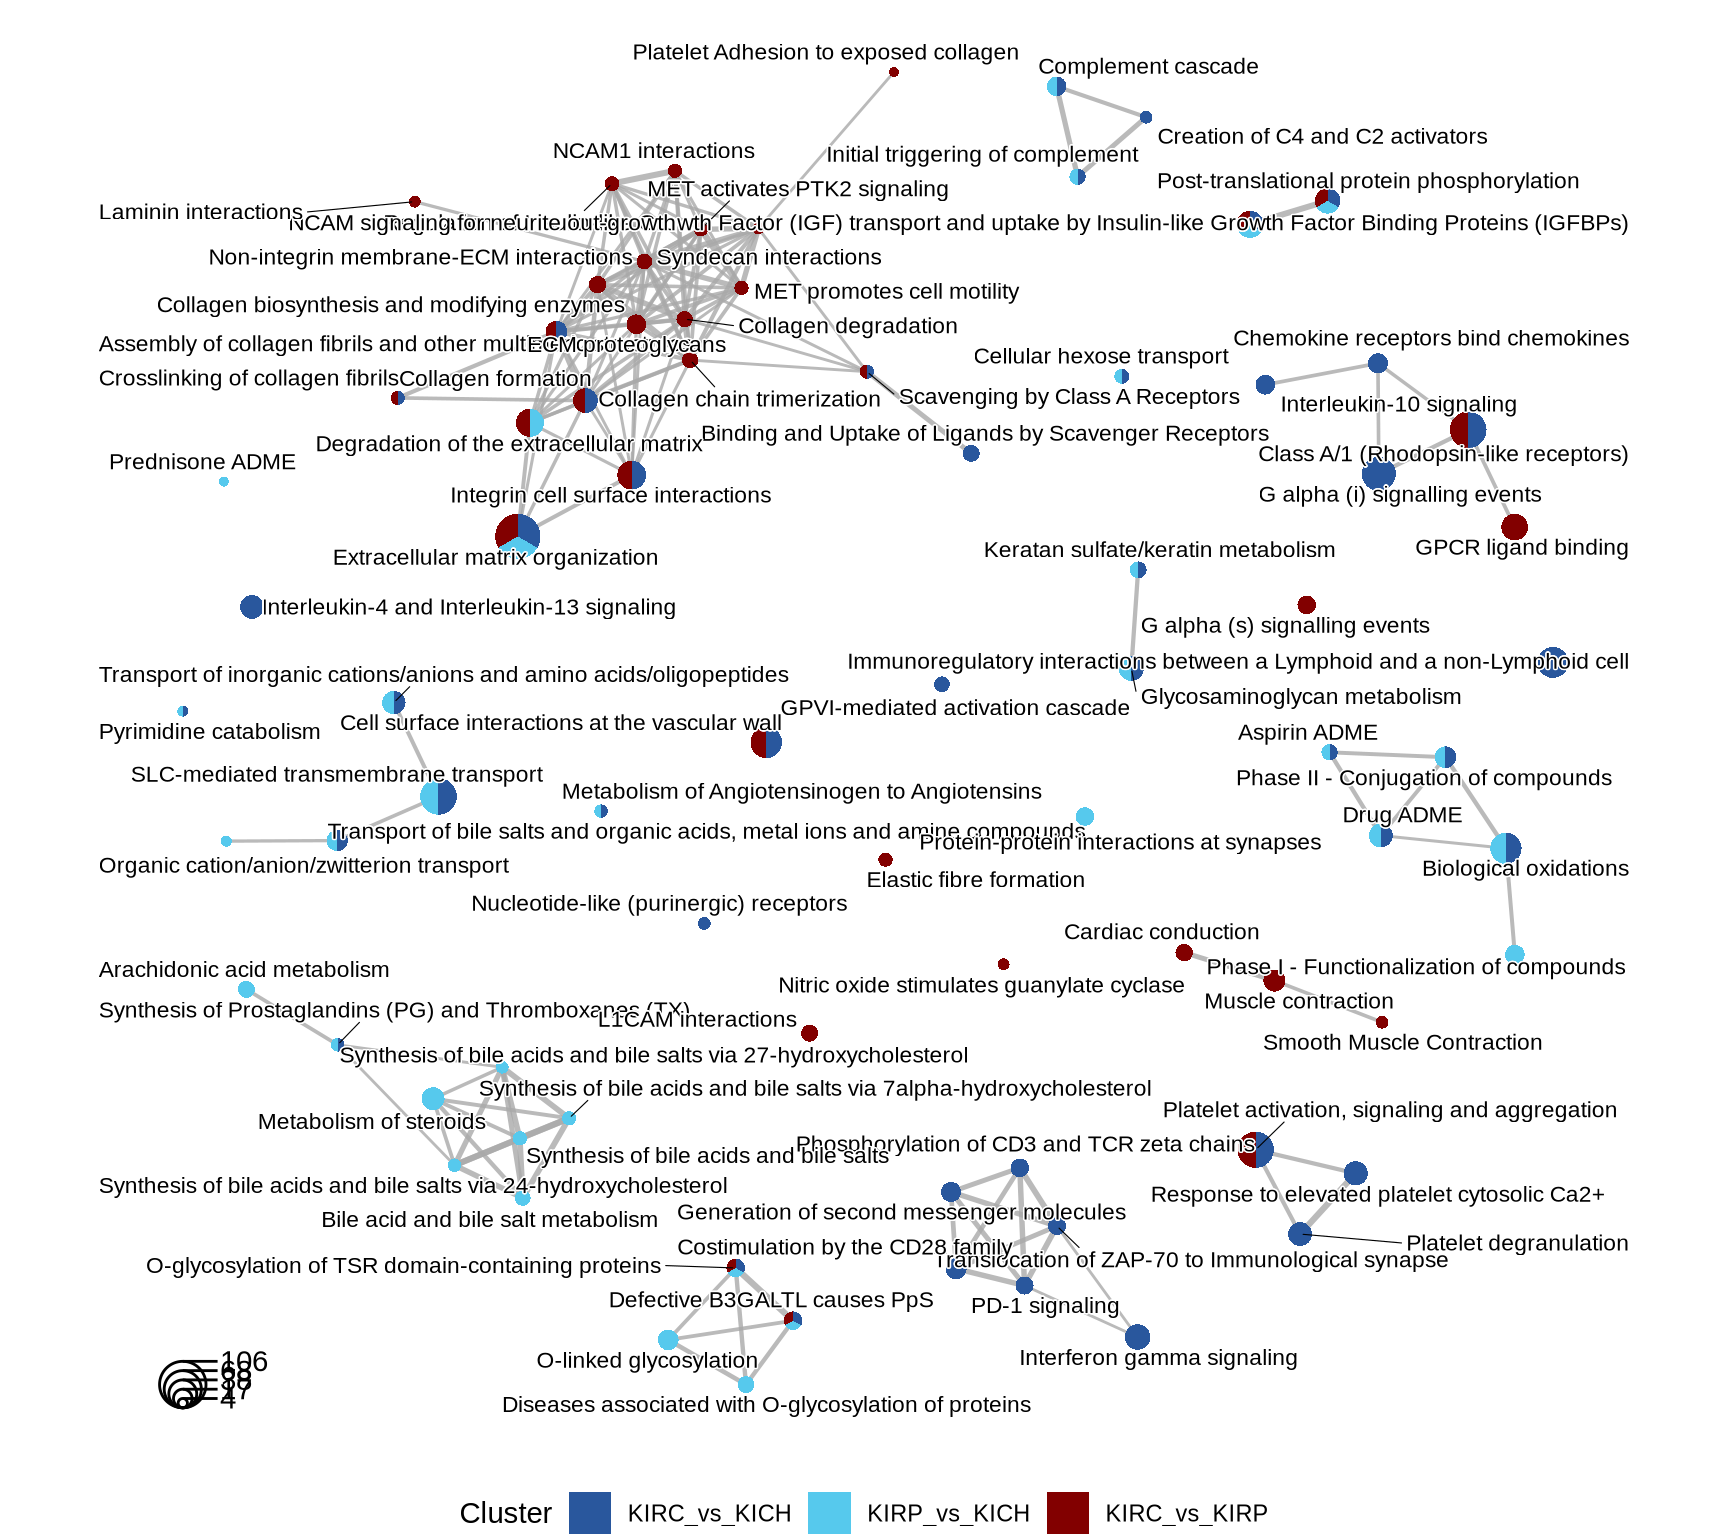 Platelet Adhesion to exposed collagen
Complement cascade
Creation of C4 and C2 activators
NCAM1 interactions
Initial triggering of complement
MET activates PTK2 signaling
Post-translational protein phosphorylation
Laminin interactions
NCAM signaling for neurite out-growth
Growth Factor (IGF) transport and uptake by Insulin-like Growth Factor Binding Proteins (IGFBPs)
Non-integrin membrane-ECM interactions
Syndecan interactions
MET promotes cell motility
Collagen biosynthesis and modifying enzymes
Collagen degradation
Chemokine receptors bind chemokines
Assembly of collagen fibrils and other
ECM proteoglycans
Cellular hexose transport
Crosslinking of collagen fibrils
Collagen formation
Collagen chain trimerization
Scavenging by Class A Receptors
Interleukin-10 signaling
Binding and Uptake of Ligands by Scavenger Receptors
Degradation of the extracellular matrix
Class A/1 (Rhodopsin-like receptors)
Prednisone ADME
Integrin cell surface interactions
G alpha (i) signalling events
GPCR ligand binding
Keratan sulfate/keratin metabolism
Extracellular matrix organization
Interleukin-4 and Interleukin-13 signaling
G alpha (s) signalling events
Immunoregulatory interactions between a Lymphoid and a non-Lymphoid cell
Transport of inorganic cations/anions and amino acids/oligopeptides
Glycosaminoglycan metabolism
GPVI-mediated activation cascade
Pyrimidine catabolism
Cell surface interactions at the vascular wall
Aspirin ADME
SLC-mediated transmembrane transport
Phase II - Conjugation of compounds
Metabolism of Angiotensinogen to Angiotensins
Drug ADME
Transport of bile salts and organic acids, metal ions and amine compounds
Protein-protein interactions at synapses
Organic cation/anion/zwitterion transport
Biological oxidations
Elastic fibre formation
Nucleotide-like (purinergic) receptors
Cardiac conduction
Arachidonic acid metabolism
Phase I - Functionalization of compounds
Nitric oxide stimulates guanylate cyclase
Muscle contraction
Synthesis of Prostaglandins (PG) and Thromboxanes (TX)
L1CAM interactions
Smooth Muscle Contraction
Synthesis of bile acids and bile salts via 27-hydroxycholesterol
Synthesis of bile acids and bile salts via 7alpha-hydroxycholesterol
Platelet activation, signaling and aggregation
Metabolism of steroids
Phosphorylation of CD3 and TCR zeta chains
Synthesis of bile acids and bile salts
Synthesis of bile acids and bile salts via 24-hydroxycholesterol
Response to elevated platelet cytosolic Ca2+
Bile acid and bile salt metabolism
Generation of second messenger molecules
Platelet degranulation
Costimulation by the CD28 family
Translocation of ZAP-70 to Immunological synapse
O-glycosylation of TSR domain-containing proteins
Defective B3GALTL causes PpS
PD-1 signaling
O-linked glycosylation
Interferon gamma signaling
106
17
4
Diseases associated with O-glycosylation of proteins
Cluster
KIRC_vs_KICH
KIRP_vs_KICH
KIRC_vs_KIRP